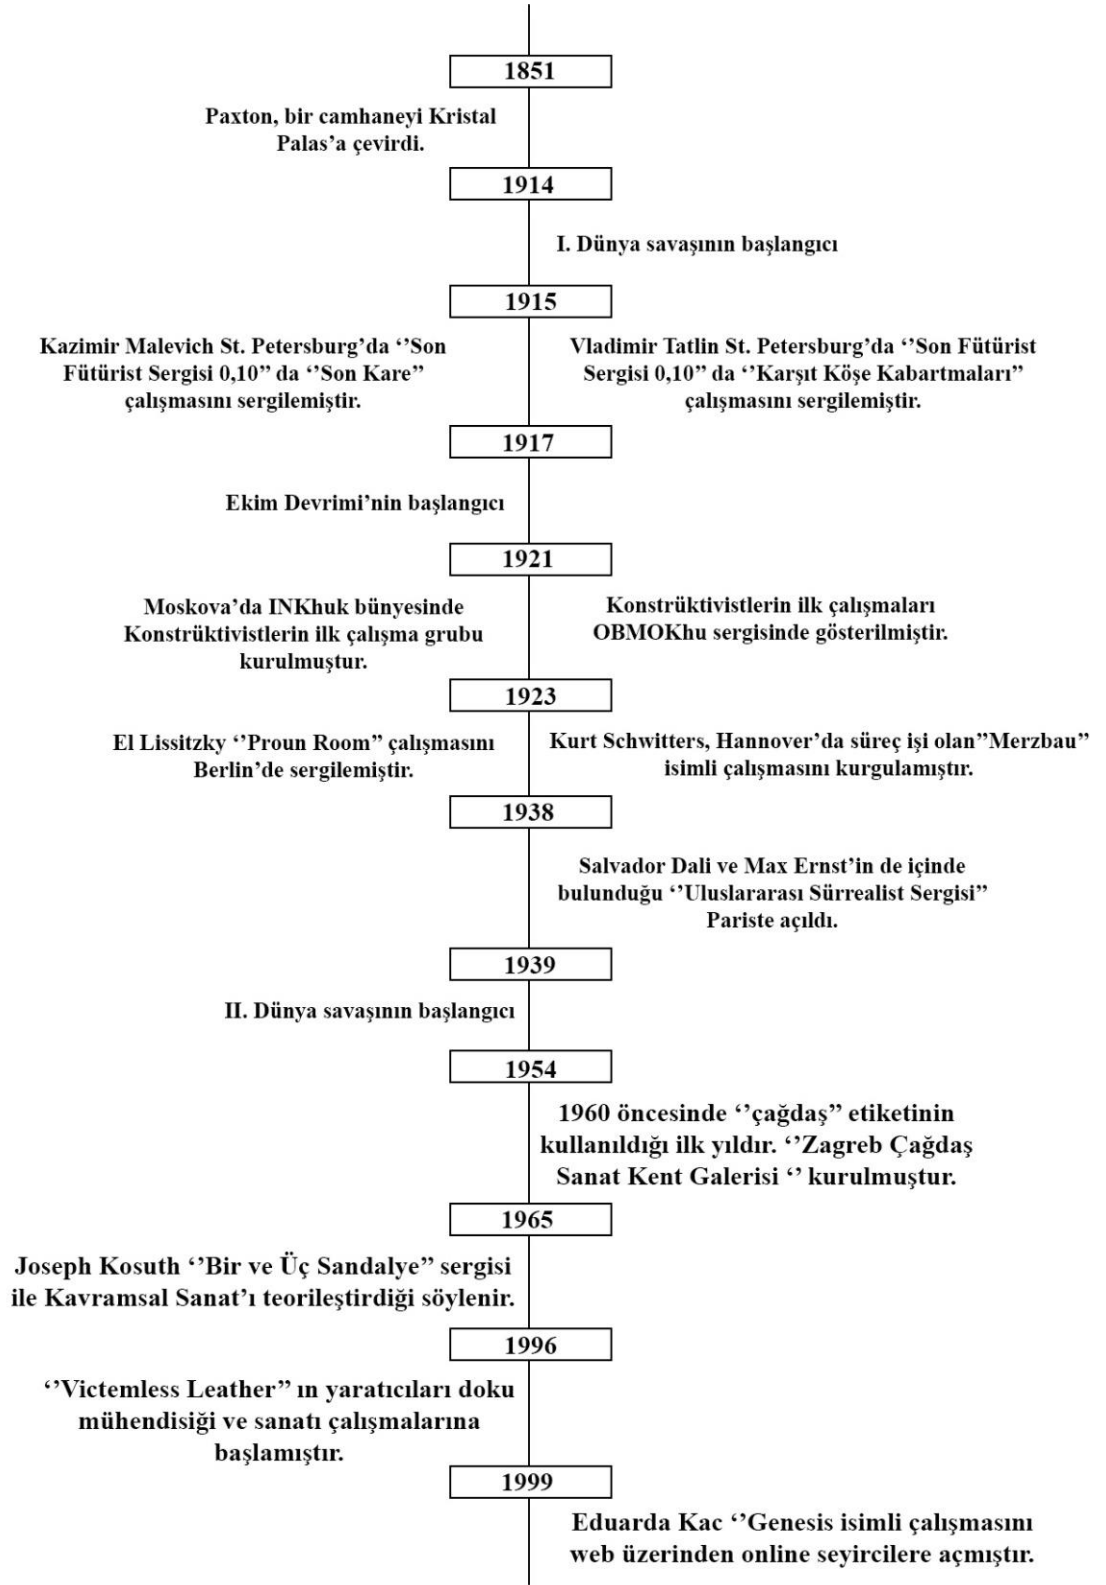 1851
Paxton, bir camhaneyi Kristal
Palas’a çevirdi.
1914
I. Dünya savaşının başlangıcı
1915
Kazimir Malevich St. Petersburg’da ‘’Son
Fütürist Sergisi 0,10’’ da ‘’Son Kare’’
çalışmasını sergilemiştir.
Vladimir Tatlin St. Petersburg’da ‘’Son Fütürist
Sergisi 0,10’’ da ‘’Karşıt Köşe Kabartmaları’’
çalışmasını sergilemiştir.
1917
Ekim Devrimi’nin başlangıcı
1921
Moskova’da INKhuk bünyesinde
Konstrüktivistlerin ilk çalışma grubu
kurulmuştur.
Konstrüktivistlerin ilk çalışmaları
OBMOKhu sergisinde gösterilmiştir.
1923
El Lissitzky ‘’Proun Room’’ çalışmasını
Berlin’de sergilemiştir.
Kurt Schwitters, Hannover’da süreç işi olan’’Merzbau’’
isimli çalışmasını kurgulamıştır.
1938
Salvador Dali ve Max Ernst’in de içinde
bulunduğu ‘’Uluslararası Sürrealist Sergisi’’
Pariste açıldı.
1939
II. Dünya savaşının başlangıcı
1954
1960 öncesinde ‘’çağdaş’’ etiketinin
kullanıldığı ilk yıldır. ‘’Zagreb Çağdaş
Sanat Kent Galerisi ‘’ kurulmuştur.
1965
Joseph Kosuth ‘’Bir ve Üç Sandalye’’ sergisi
ile Kavramsal Sanat’ı teorileştirdiği söylenir.
1996
‘’Victemless Leather’’ ın yaratıcıları doku
mühendisiği ve sanatı çalışmalarına
başlamıştır.
1999
Eduarda Kac ‘’Genesis isimli çalışmasını
web üzerinden online seyircilere açmıştır.